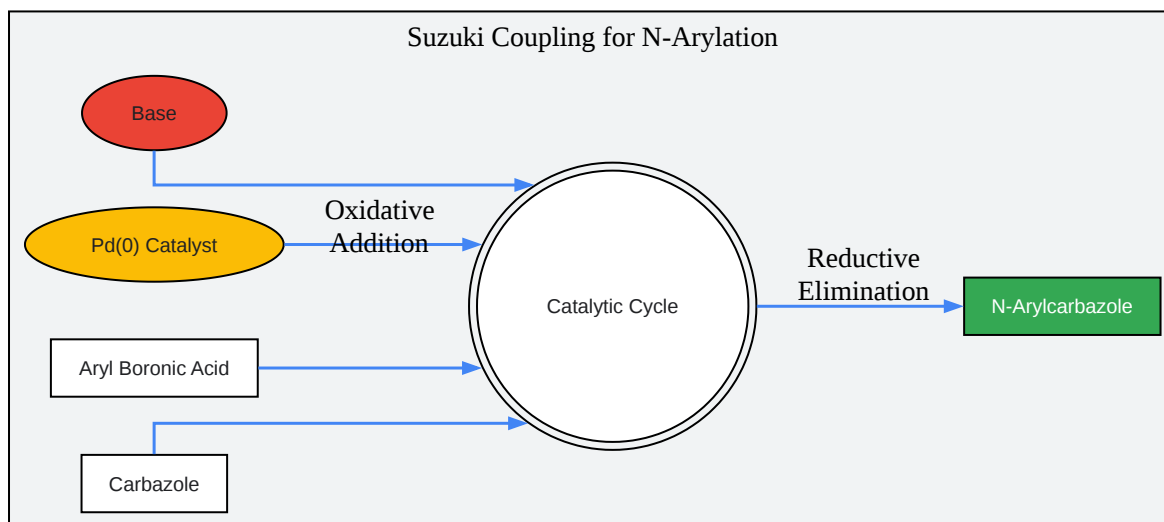 Suzuki Coupling for N-Arylation
Base
Pd(0) Catalyst
Oxidative
Addition
Aryl Boronic Acid
Carbazole
Catalytic Cycle
Reductive
Elimination
N-Arylcarbazole